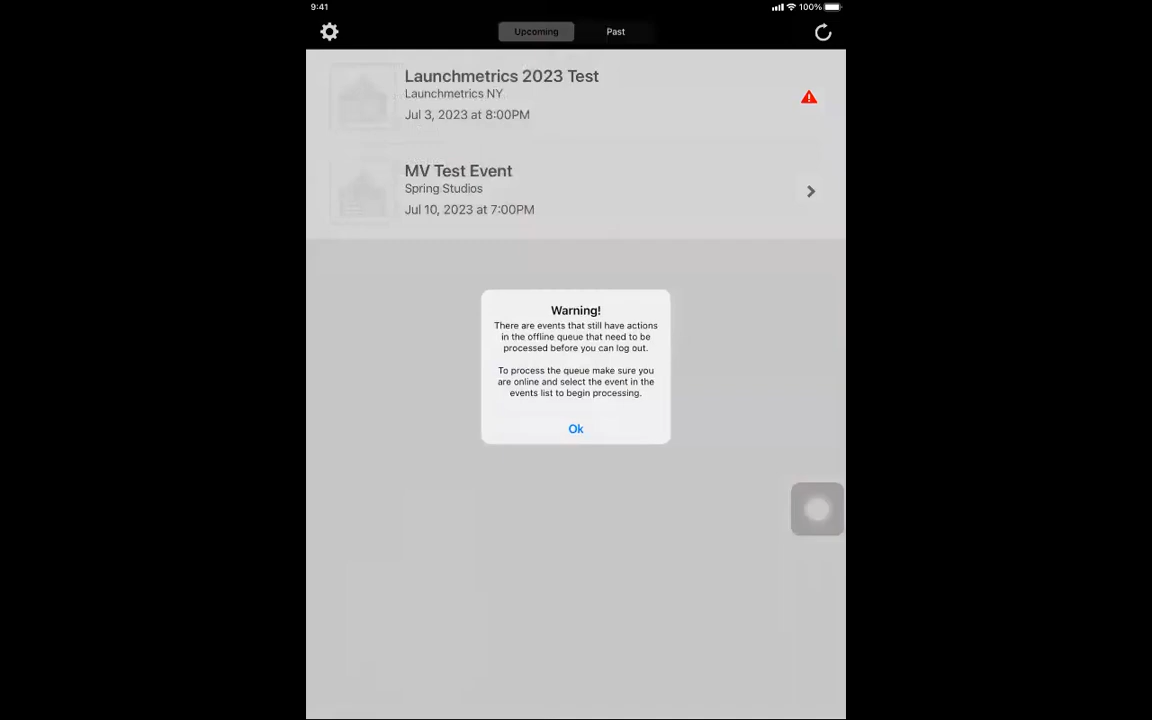 9:41
100%
Upcoming
Past
Launchmetrics 2023 Test
Launchmetrics NY
Jul 3, 2023 at 8:00PM
MV Test Event
Spring Studios
Jul 10, 2023 at 7:00PM
Warning!
There are events that still have actions
in the offline queue that need to be
processed before you can log out.
To process the queue make sure you
are online and select the event in the
events list to begin processing.
Ok